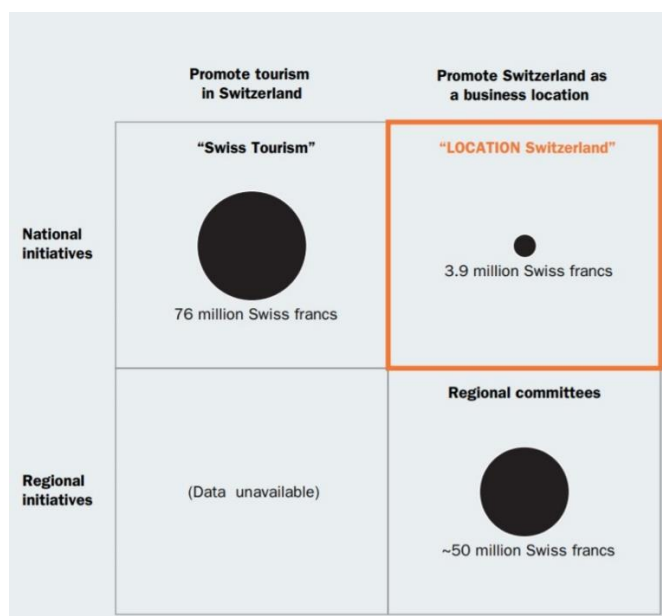 Promote tourism
in Switzerland
Promote Switzerland as
a business location
“Swiss Tourism”
“LOCATION Switzerland”
National
initiatives
3.9 million Swiss francs
76 million Swiss francs
Regional committees
Regional
initiatives
(Data unavailable)
~50 million Swiss francs